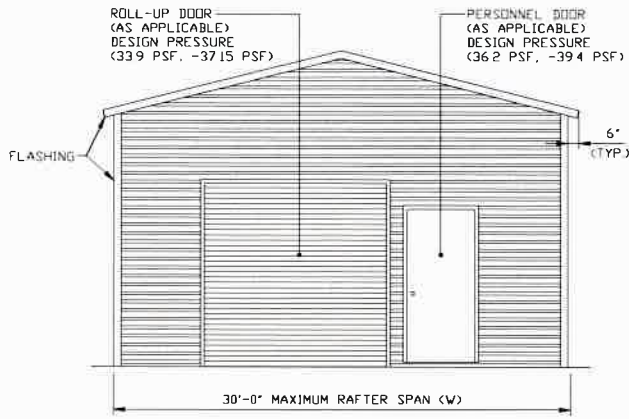 ROLL-UP DOOR
(AS APPLICABLE)
DESIGN PRESSURE
(33.9 PSF, -37.15 PSF)
PERSONNEL DOOR
(AS APPLICABLE)
DESIGN PRESSURE
(36.2 PSF, -39.4 PSF)
6"
(TYP.)
FLASHING
30'-0" MAXIMUM RAFTER SPAN (W)